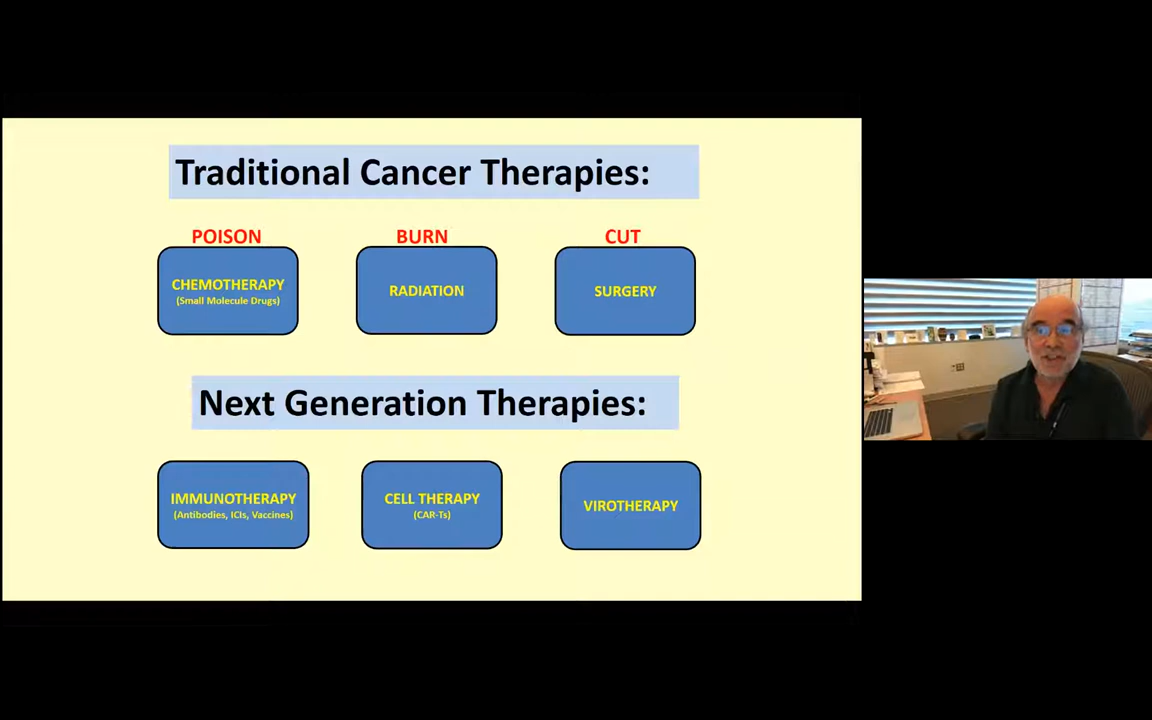 Traditional Cancer Therapies:
POISON
BURN
CUT
CHEMOTHERAPY
(Small Molecule Drugs)
RADIATION
SURGERY
Next Generation Therapies:
IMMUNOTHERAPY
(Antibodies, ICIs, Vaccines)
CELL THERAPY
(CAR-Ts)
VIROTHERAPY